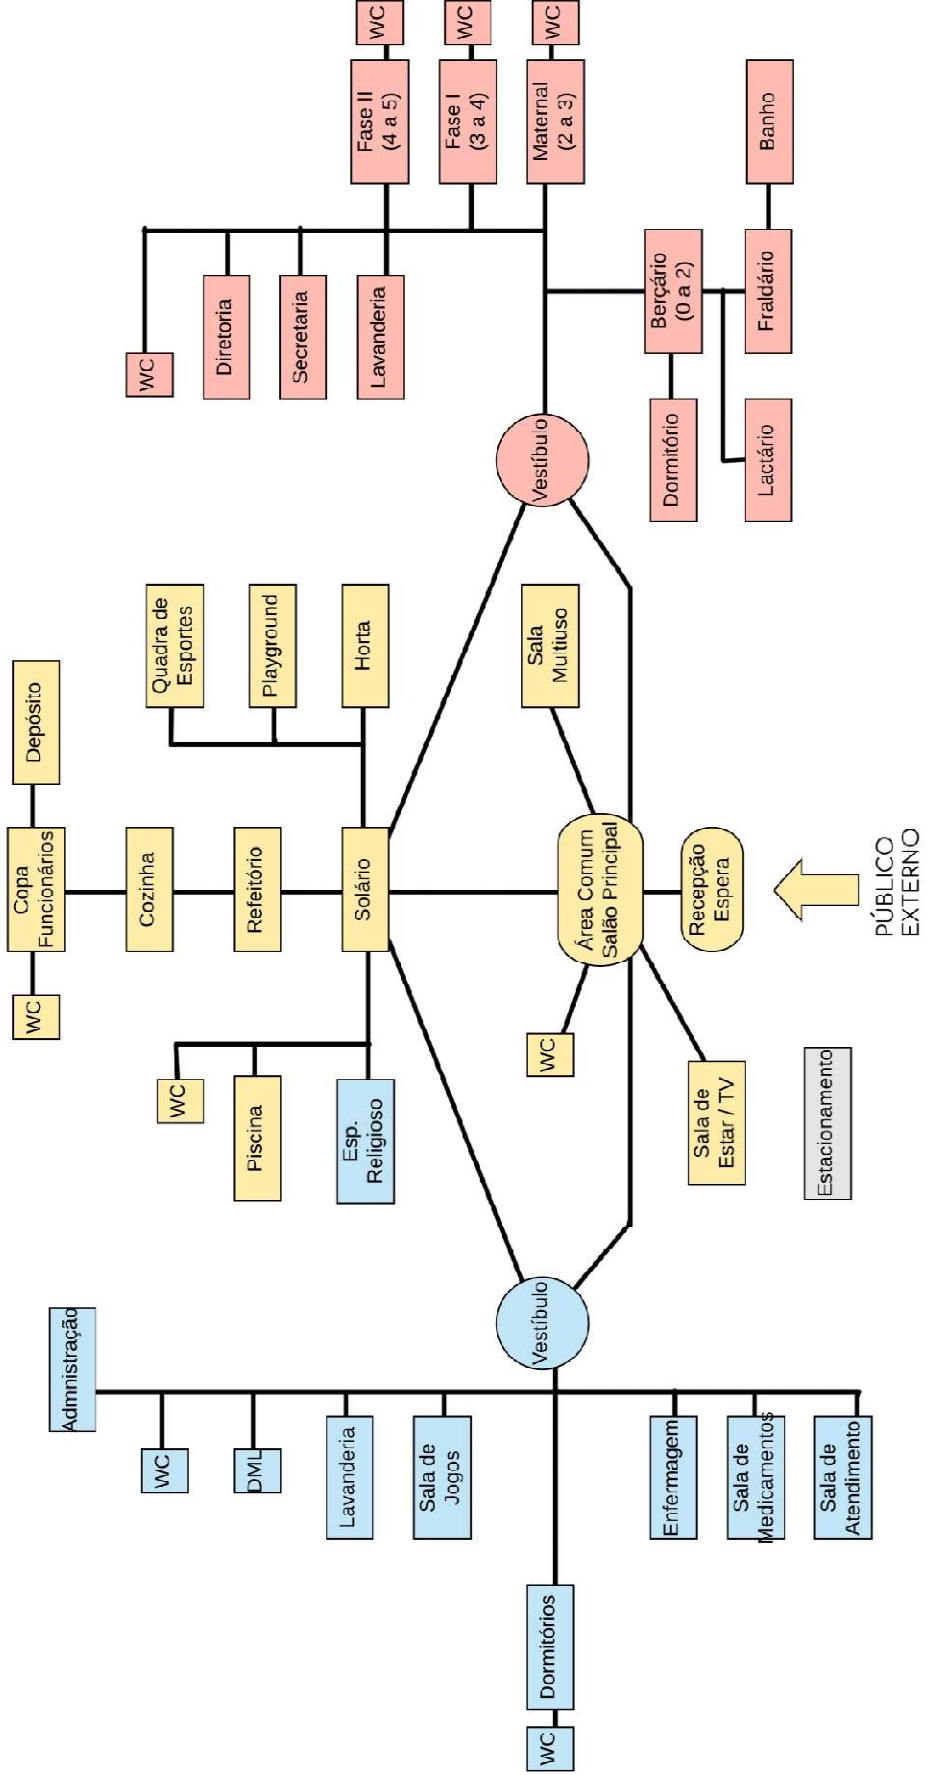 Admnistração
WC
DML
Lavanderia
Sala de
Jogos
Vestíbulo
Dormitórios
WC
Enfermagem
Sala de
Medicamentos
Sala de
Atendimento
WC
Copa
Funcionários
Depósito
Cozinha
Refeitório
Solário
WC
Piscina
Esp.
Religioso
Quadra de
Esportes
Playground
Horta
WC
Área Comum
Salão Principal
Sala
Multiuso
Sala de
Estar / TV
Recepção
Espera
Estacionamento
PÚBLICO
EXTERNO
Vestíbulo
WC
Diretoria
Secretaria
Lavanderia
Fase II
(4 a 5)
WC
Fase I
(3 a 4)
WC
Maternal
(2 a 3)
WC
Berçário
(0 a 2)
Dormitório
Lactário
Fraldário
Banho